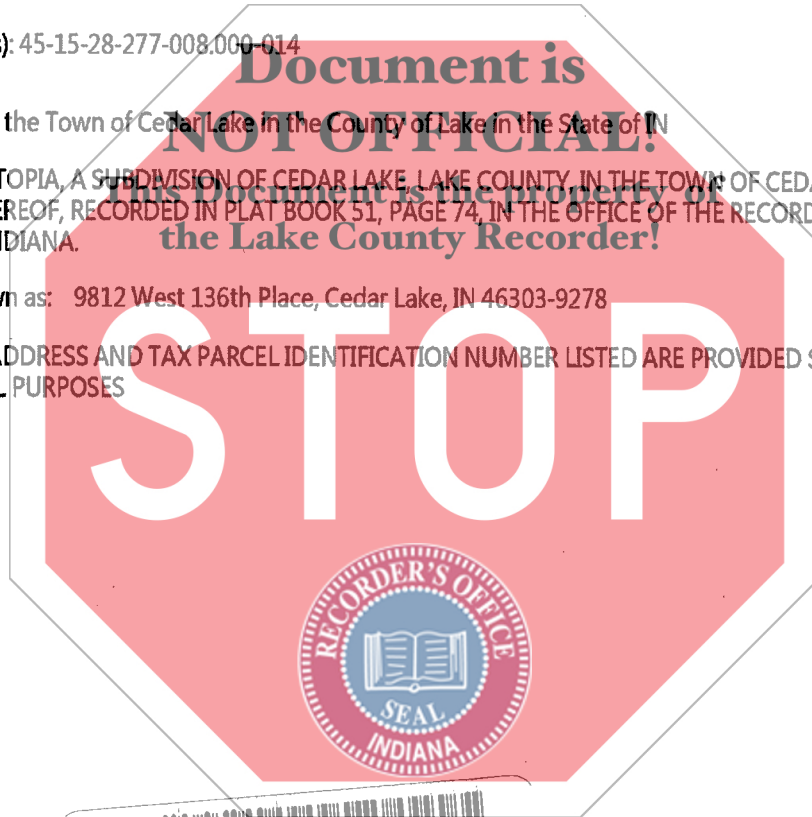 s): 45-15-28-277-008.000-014
Document is
the Town of Cedar Lake in the County of Lake in the State of IN
NOT OFFICIAL!
TOPIA, A SUBDIVISION OF CEDAR LAKE, LAKE COUNTY, IN THE TOWN OF CEDA
This Document is the property of
EREOF, RECORDED IN PLAT BOOK 51, PAGE 74, IN THE OFFICE OF THE RECORD
the Lake County Recorder!
DIANA.
n as: 9812 West 136th Place, Cedar Lake, IN 46303-9278
ADDRESS AND TAX PARCEL IDENTIFICATION NUMBER LISTED ARE PROVIDED S
L PURPOSES
STOP
RECORDER'S OFFICE
SEAL
INDIANA